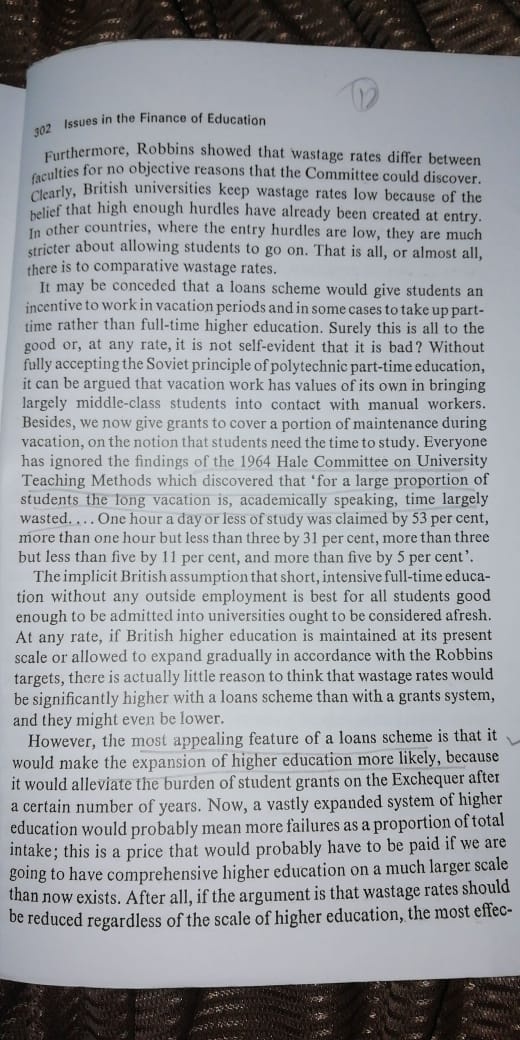 12
302 Issues in the Finance of Education
Furthermore, Robbins showed that wastage rates differ between
faculties for no objective reasons that the Committee could discover.
Clearly, British universities keep wastage rates low because of the
belief that high enough hurdles have already been created at entry.
In other countries, where the entry hurdles are low, they are much
stricter about allowing students to go on. That is all, or almost all,
there is to comparative wastage rates.
It may be conceded that a loans scheme would give students an
incentive to work in vacation periods and in some cases to take up part-
time rather than full-time higher education. Surely this is all to the
good or, at any rate, it is not self-evident that it is bad? Without
fully accepting the Soviet principle of polytechnic part-time education,
it can be argued that vacation work has values of its own in bringing
largely middle-class students into contact with manual workers.
Besides, we now give grants to cover a portion of maintenance during
vacation, on the notion that students need the time to study. Everyone
has ignored the findings of the 1964 Hale Committee on University
Teaching Methods which discovered that ‘for a large proportion of
students the long vacation is, academically speaking, time largely
wasted. . . . One hour a day or less of study was claimed by 53 per cent,
more than one hour but less than three by 31 per cent, more than three
but less than five by 11 per cent, and more than five by 5 per cent’.
The implicit British assumption that short, intensive full-time educa-
tion without any outside employment is best for all students good
enough to be admitted into universities ought to be considered afresh.
At any rate, if British higher education is maintained at its present
scale or allowed to expand gradually in accordance with the Robbins
targets, there is actually little reason to think that wastage rates would
be significantly higher with a loans scheme than with a grants system,
and they might even be lower.
However, the most appealing feature of a loans scheme is that it
would make the expansion of higher education more likely, because
it would alleviate the burden of student grants on the Exchequer after
a certain number of years. Now, a vastly expanded system of higher
education would probably mean more failures as a proportion of total
intake; this is a price that would probably have to be paid if we are
going to have comprehensive higher education on a much larger scale
than now exists. After all, if the argument is that wastage rates should
be reduced regardless of the scale of higher education, the most effec-